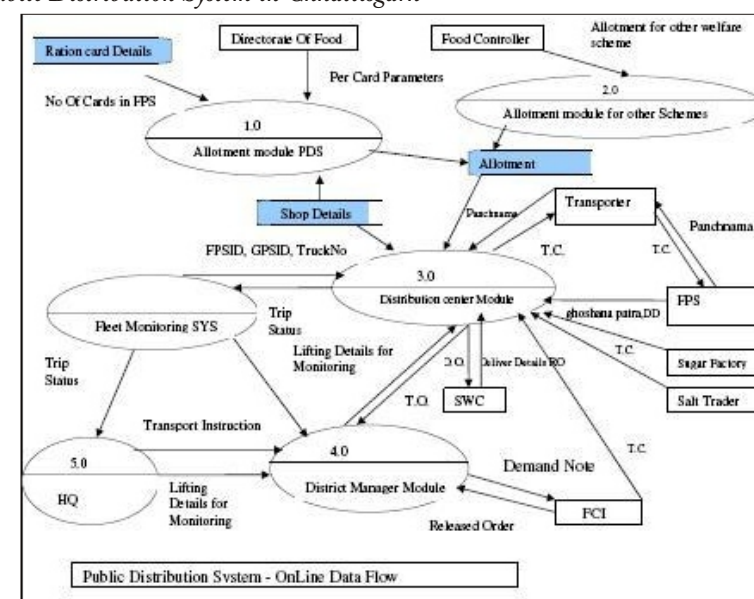 Distribution System in Chhattisgarh
Ration card Details
Directorate Of Food
Food Controller
Allotment for other welfare
scheme
Per Card Parameters
No Of Cards in FPS
2.0
Allotment module for other Schemes
1.0
Allotment module PDS
Allotment
Shop Details
Panchnama
Transporter
Panchnama
FPSID, GPSID, TruckNo
T.C.
T.C.
3.0
Distribution center Module
FPS
Fleet Monitoring SYS
Trip
Status
ghoshana patra,DD
Lifting Details for
Monitoring
T.C.
Sugar Factory
Trip
Status
D.O.
Deliver Details RO
T.O.
SWC
Salt Trader
Transport Instruction
T.C.
5.0
HQ
4.0
District Manager Module
Demand Note
Lifting
Details for
Monitoring
FCI
Released Order
Public Distribution System - OnLine Data Flow